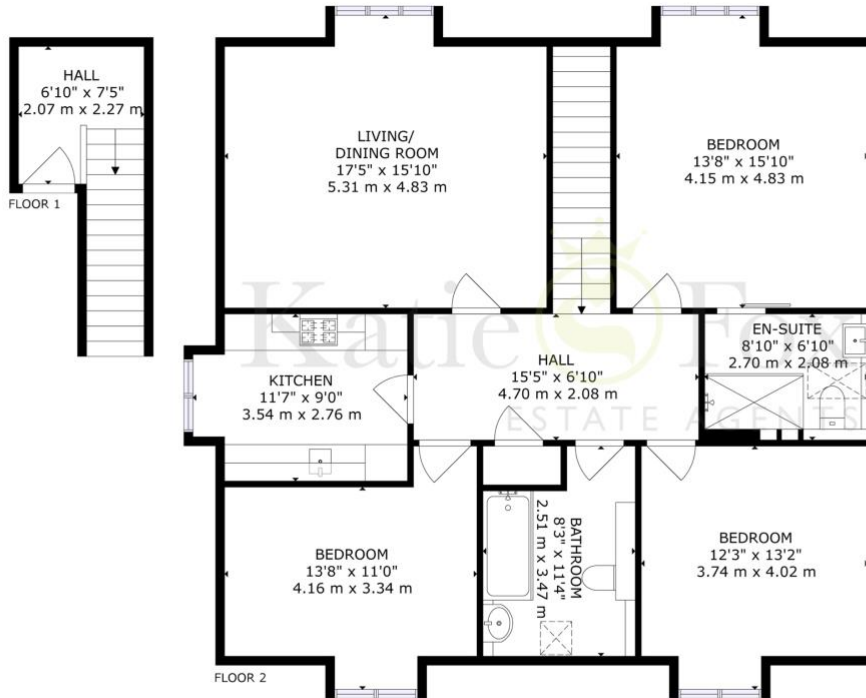 HALL
6'10" x 7'5"
2.07 m x 2.27 m
FLOOR 1
LIVING/
DINING ROOM
17'5" x 15'10"
5.31 m x 4.83 m
BEDROOM
13'8" x 15'10"
4.15 m x 4.83 m
Katie Fox
ESTATE AGENTS
KITCHEN
11'7" x 9'0"
3.54 m x 2.76 m
HALL
15'5" x 6'10"
4.70 m x 2.08 m
EN-SUITE
8'10" x 6'10"
2.70 m x 2.08 m
BEDROOM
13'8" x 11'0"
4.16 m x 3.34 m
BATHROOM
8'3" x 11'4"
2.51 m x 3.47 m
BEDROOM
12'3" x 13'2"
3.74 m x 4.02 m
FLOOR 2